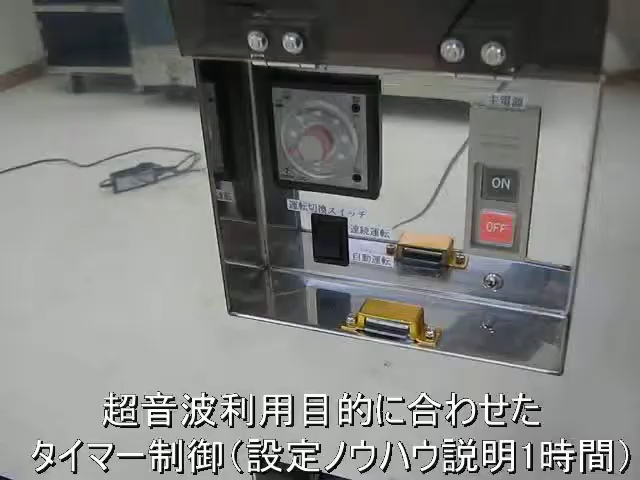 主電源
ON
OFF
運転切換スイッチ
連続運転
自動運転
超音波利用目的に合わせた
タイマー制御(設定ノウハウ説明1時間)